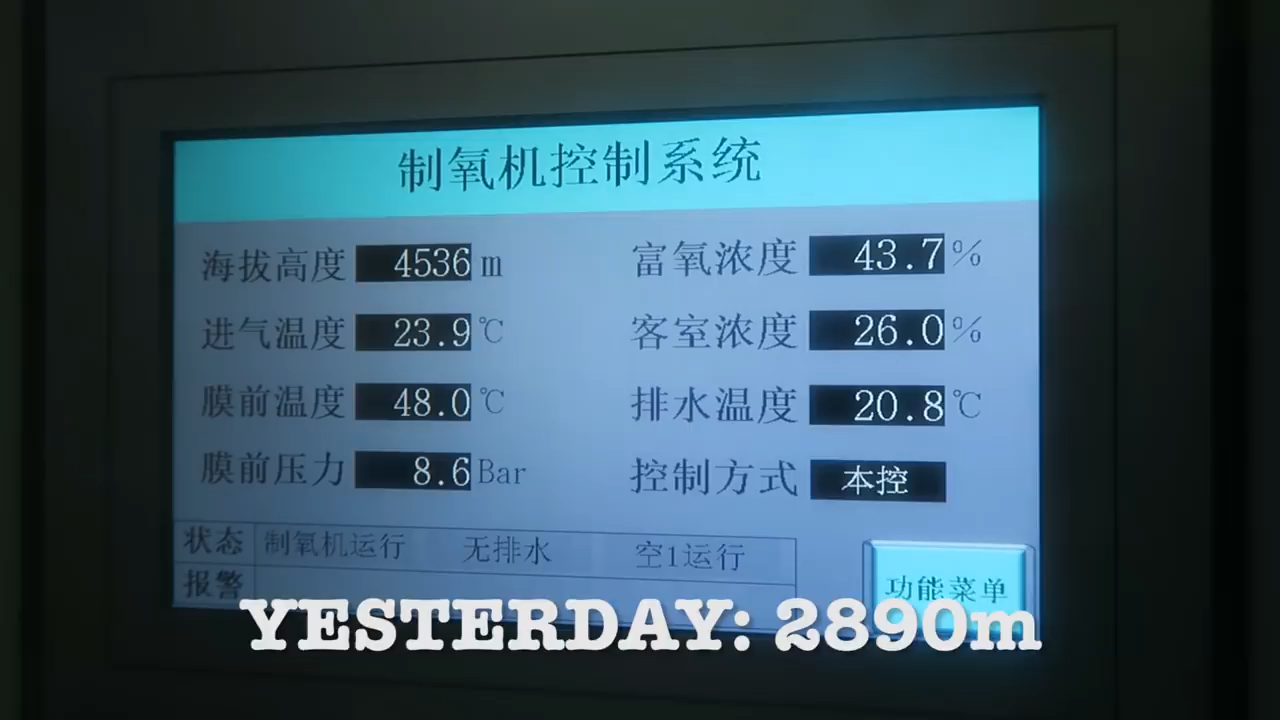 制氧机控制系统
海拔高度 4536 m 富氧浓度 43.7 %
进气温度 23.9 ℃ 客室浓度 26.0 %
膜前温度 48.0 ℃ 排水温度 20.8 ℃
膜前压力 8.6 Bar 控制方式 本控
状态 制氧机运行 无排水 空1运行
报警
功能菜单
YESTERDAY: 2890m